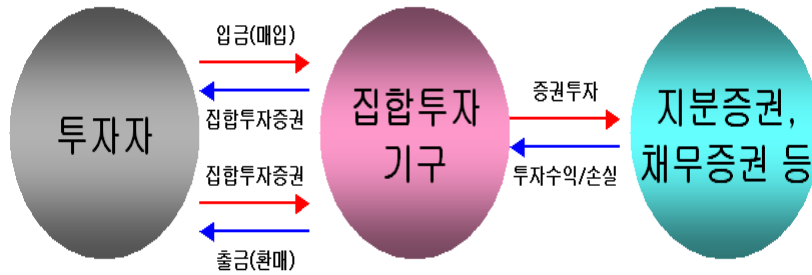 입금(매입)
집합투자증권
투자자
집합투자증권
출금(환매)
집합투자
기구
증권투자
투자수익/손실
지분증권,
채무증권 등